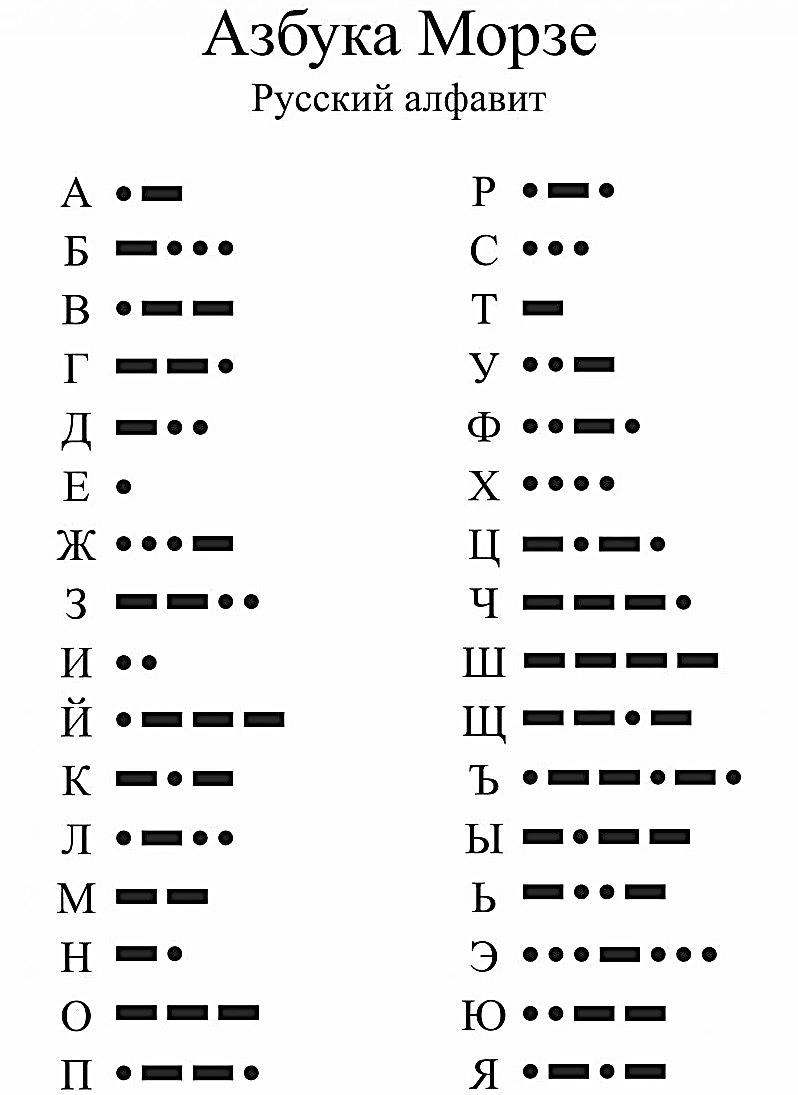 Азбука Морзе
Русский алфавит
А
Б
В
Г
Д
Е
Ж
З
И
Й
К
Л
М
Н
О
П
Р
С
Т
У
Ф
Х
Ц
Ч
Ш
Щ
Ъ
Ы
Ь
Э
Ю
Я